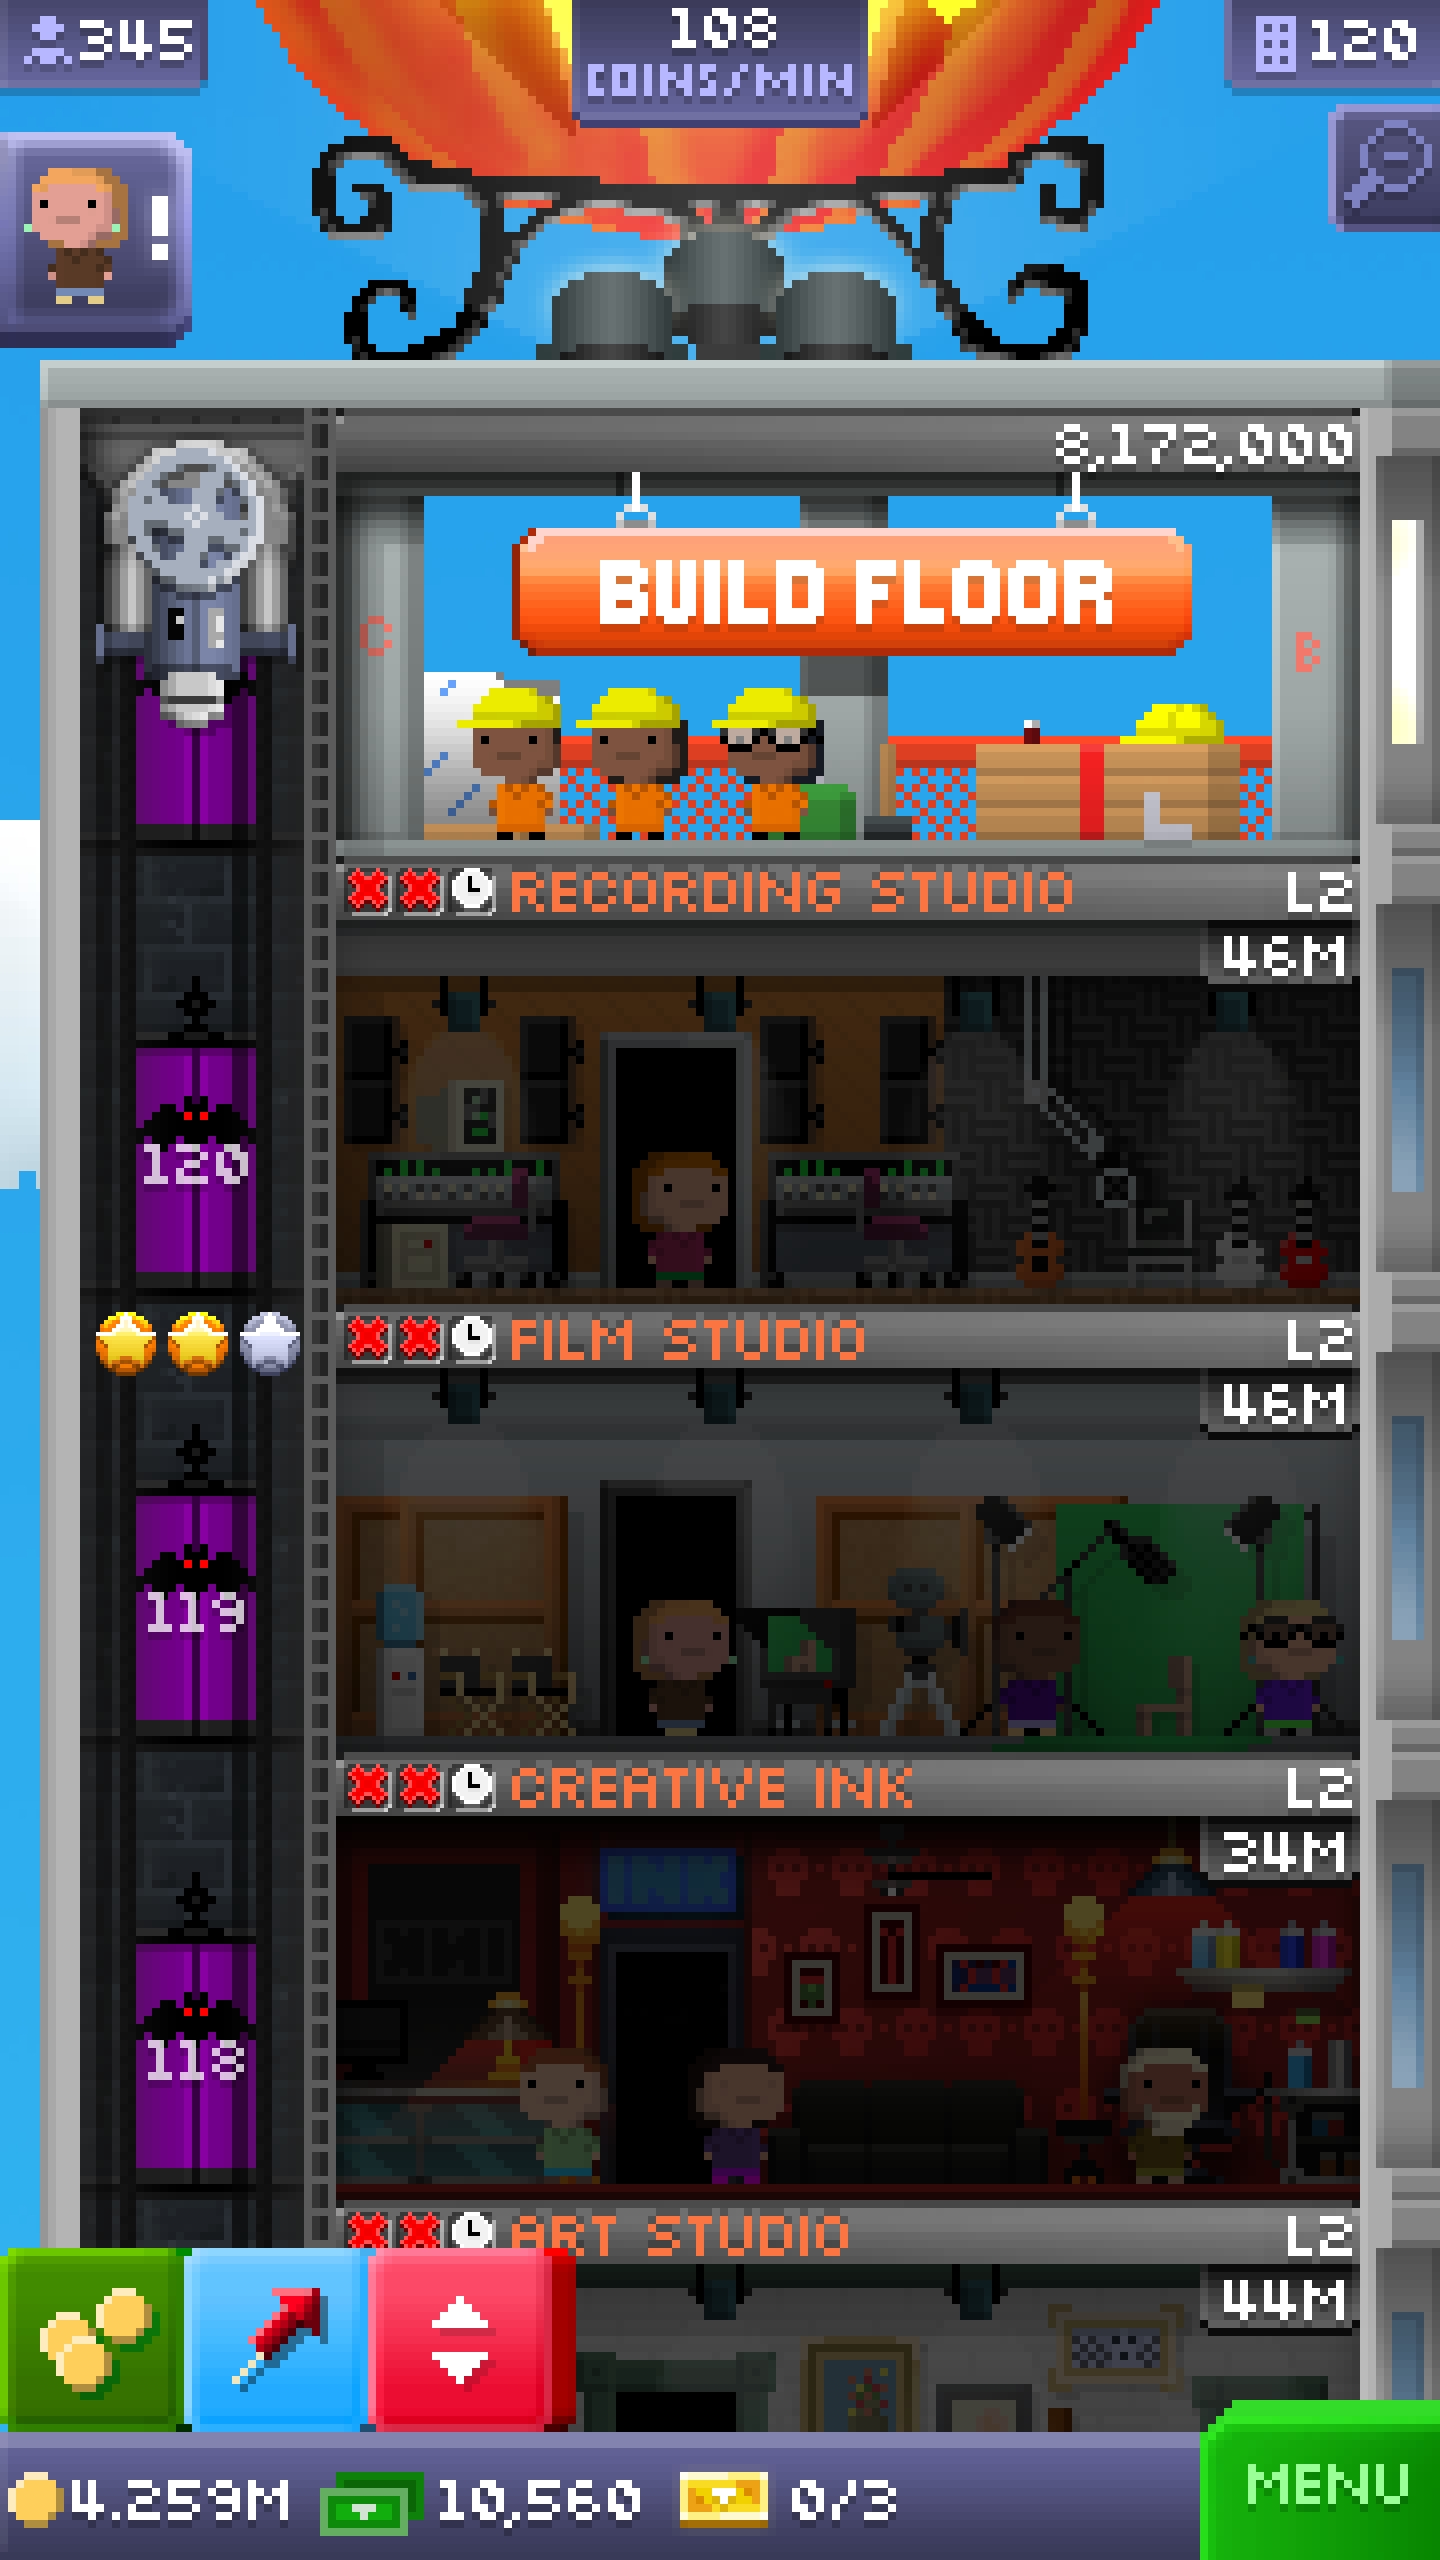 345
108
COINS/MIN
120
!
8,172,000
BUILD FLOOR
C
B
RECORDING STUDIO
L2
46M
120
FILM STUDIO
L2
46M
119
CREATIVE INK
L2
34M
INK
118
ART STUDIO
L2
44M
4.259M
10,560
0/3
MENU